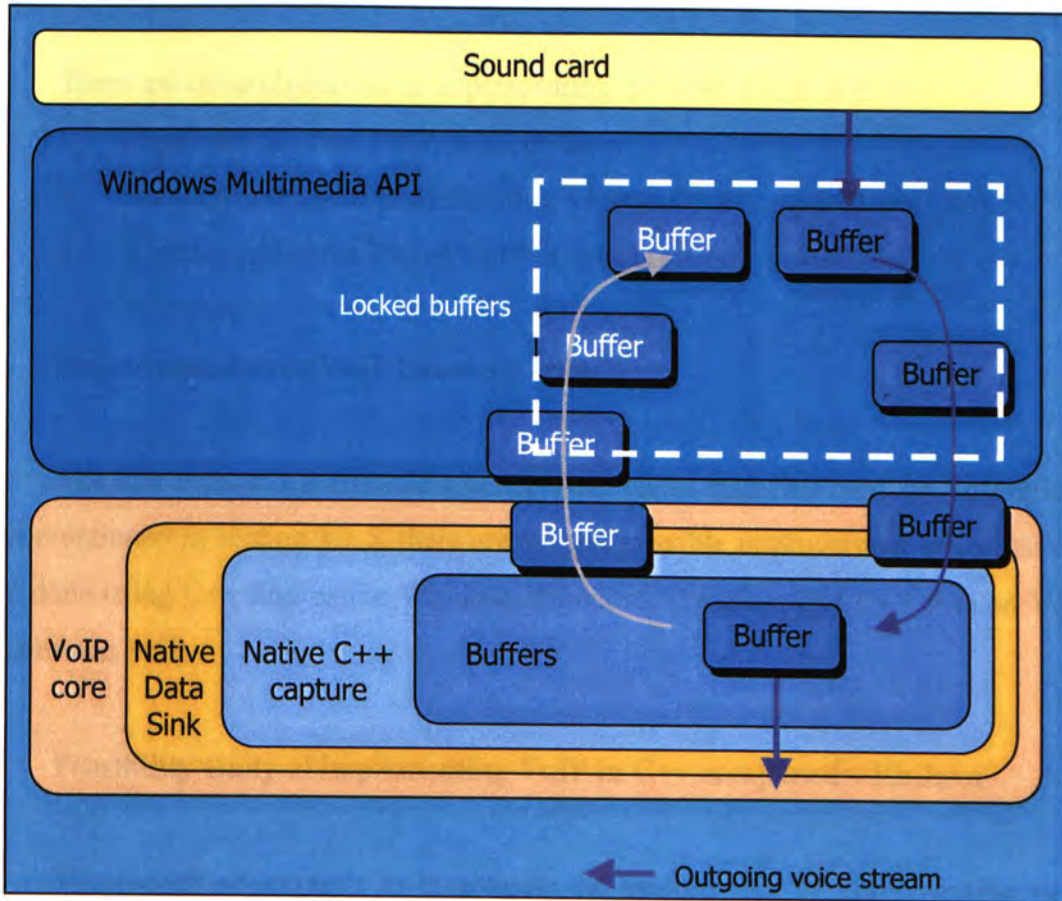 Sound card
Windows Multimedia API
Buffer
Buffer
Locked buffers
Buffer
Buffer
Buffer
Buffer
Buffer
VoIP
core
Native
Data
Sink
Native C++
capture
Buffers
Buffer
Outgoing voice stream